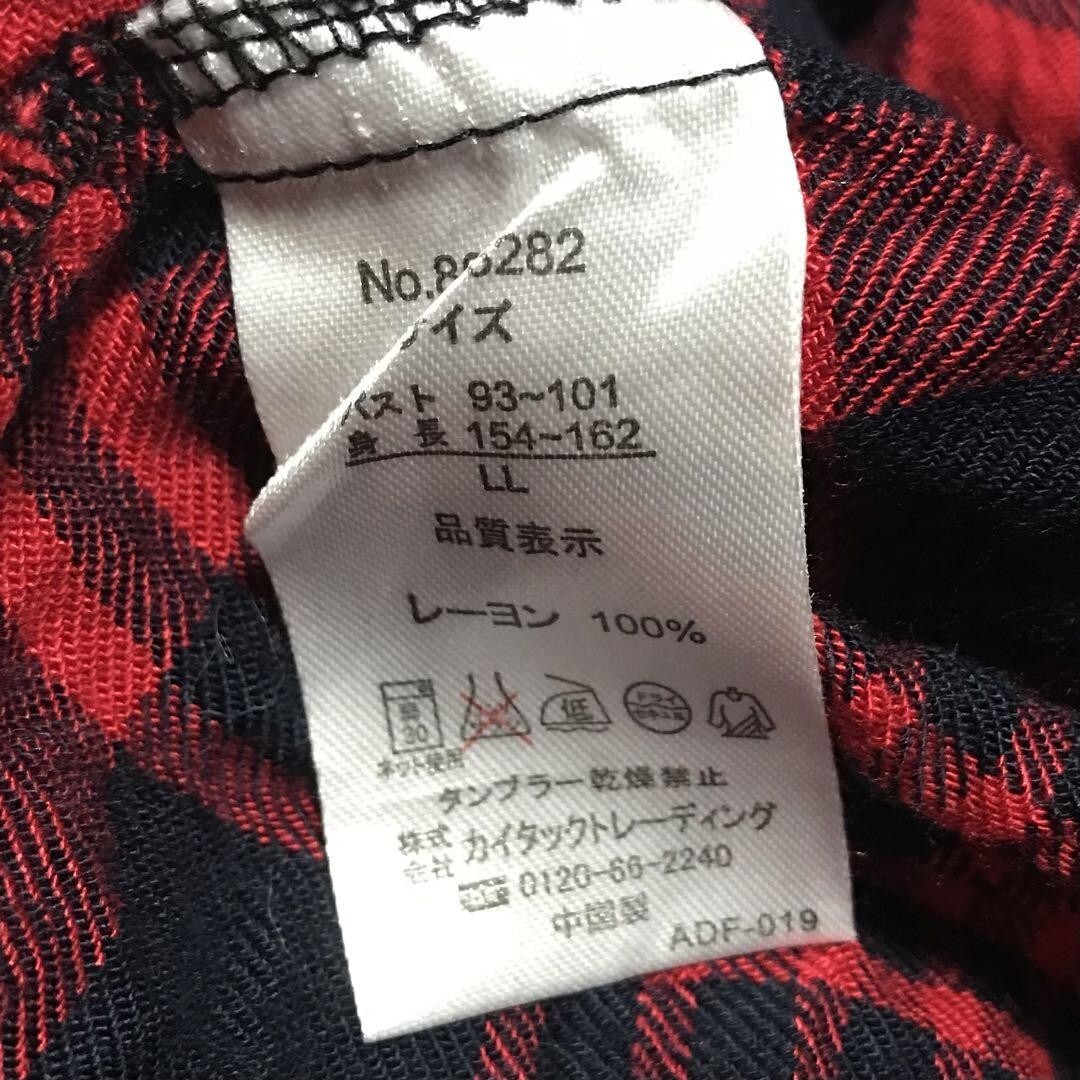 サイズ
バスト 93~101
身長 154~162
LL
品質表示
レーヨン 100%
30 低 ドライ
ネット使用
タンブラー乾燥禁止
株式会社 カイタックトレーディング
0120-66-2240
中国製
ADF-019